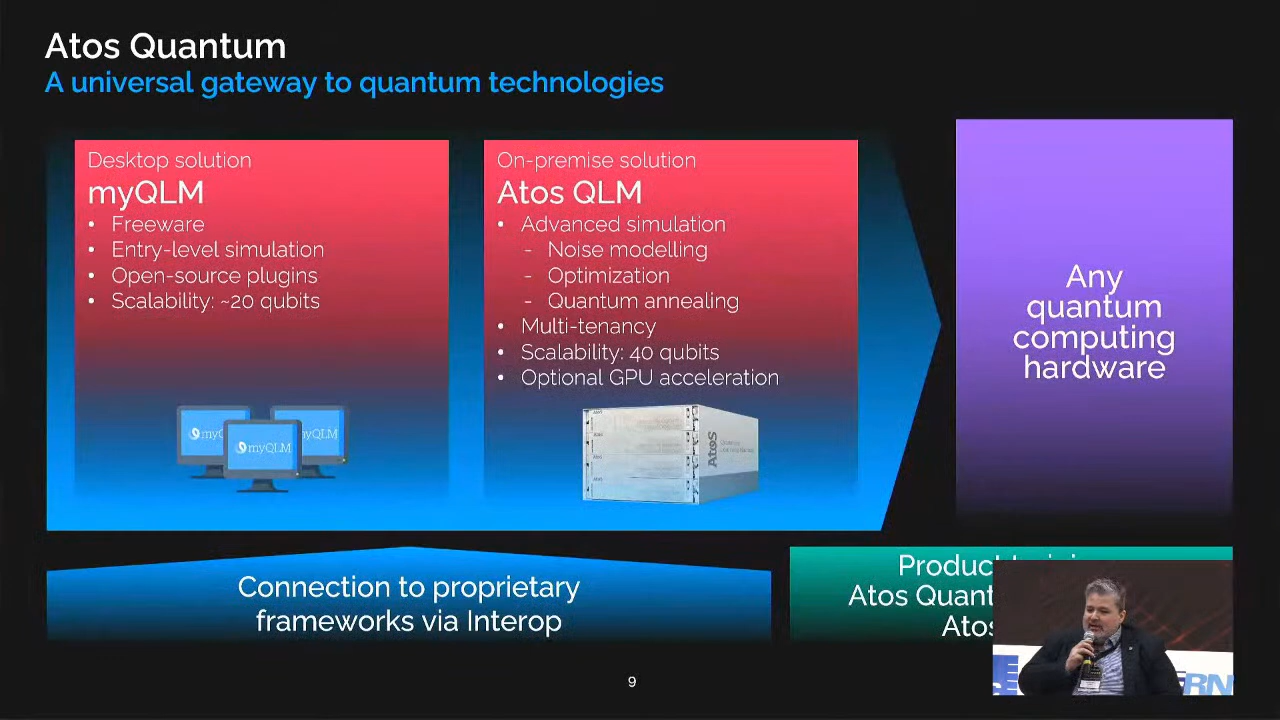 Atos Quantum
A universal gateway to quantum technologies
Desktop solution
myQLM
• Freeware
• Entry-level simulation
• Open-source plugins
• Scalability: ~20 qubits
myQLM
myQLM
On-premise solution
Atos QLM
• Advanced simulation
- Noise modelling
- Optimization
- Quantum annealing
• Multi-tenancy
• Scalability: 40 qubits
• Optional GPU acceleration
Atos
Any
quantum
computing
hardware
Connection to proprietary
frameworks via Interop
Product
Atos
Atos
9